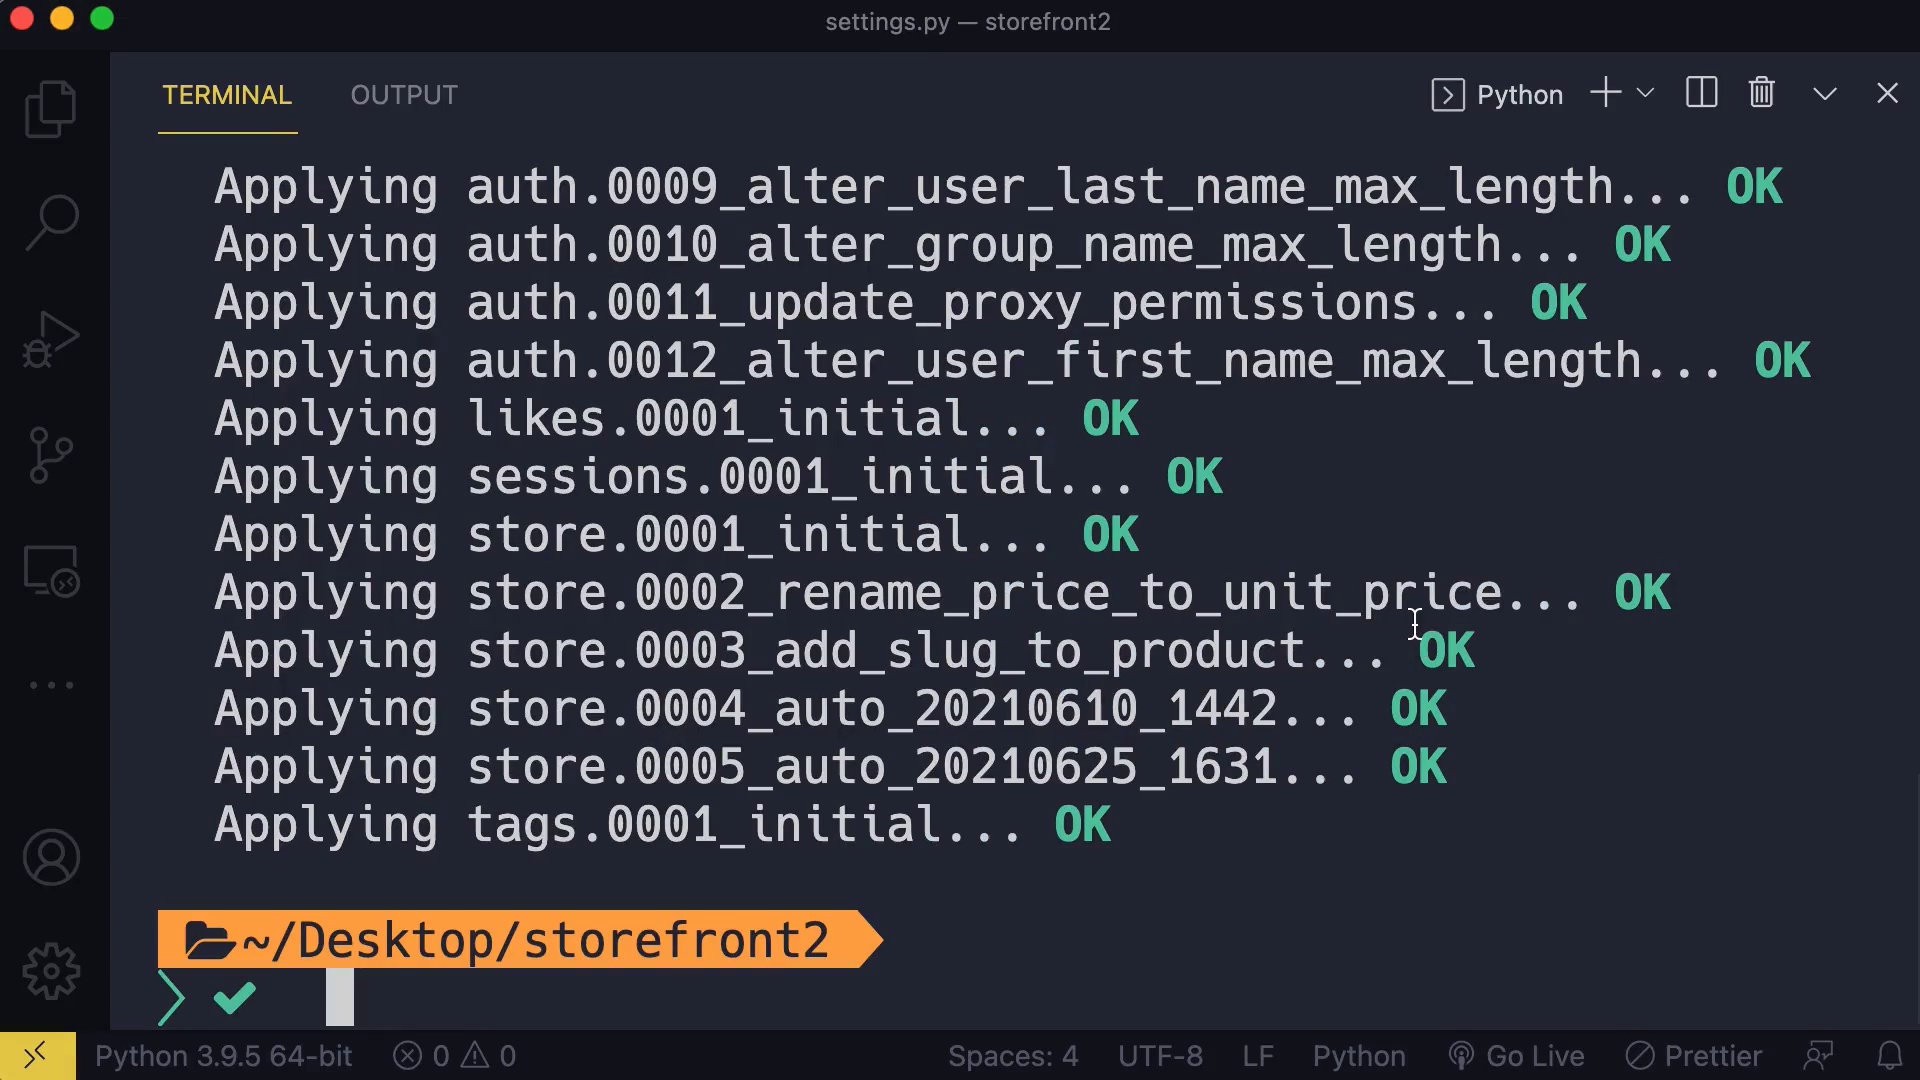 settings.py — storefront2
TERMINAL OUTPUT Python
Applying auth.0009_alter_user_last_name_max_length... OK
Applying auth.0010_alter_group_name_max_length... OK
Applying auth.0011_update_proxy_permissions... OK
Applying auth.0012_alter_user_first_name_max_length... OK
Applying likes.0001_initial... OK
Applying sessions.0001_initial... OK
Applying store.0001_initial... OK
Applying store.0002_rename_price_to_unit_price... OK
Applying store.0003_add_slug_to_product... OK
Applying store.0004_auto_20210610_1442... OK
Applying store.0005_auto_20210625_1631... OK
Applying tags.0001_initial... OK
~/Desktop/storefront2
Python 3.9.5 64-bit 0 0 Spaces: 4 UTF-8 LF Python Go Live Prettier